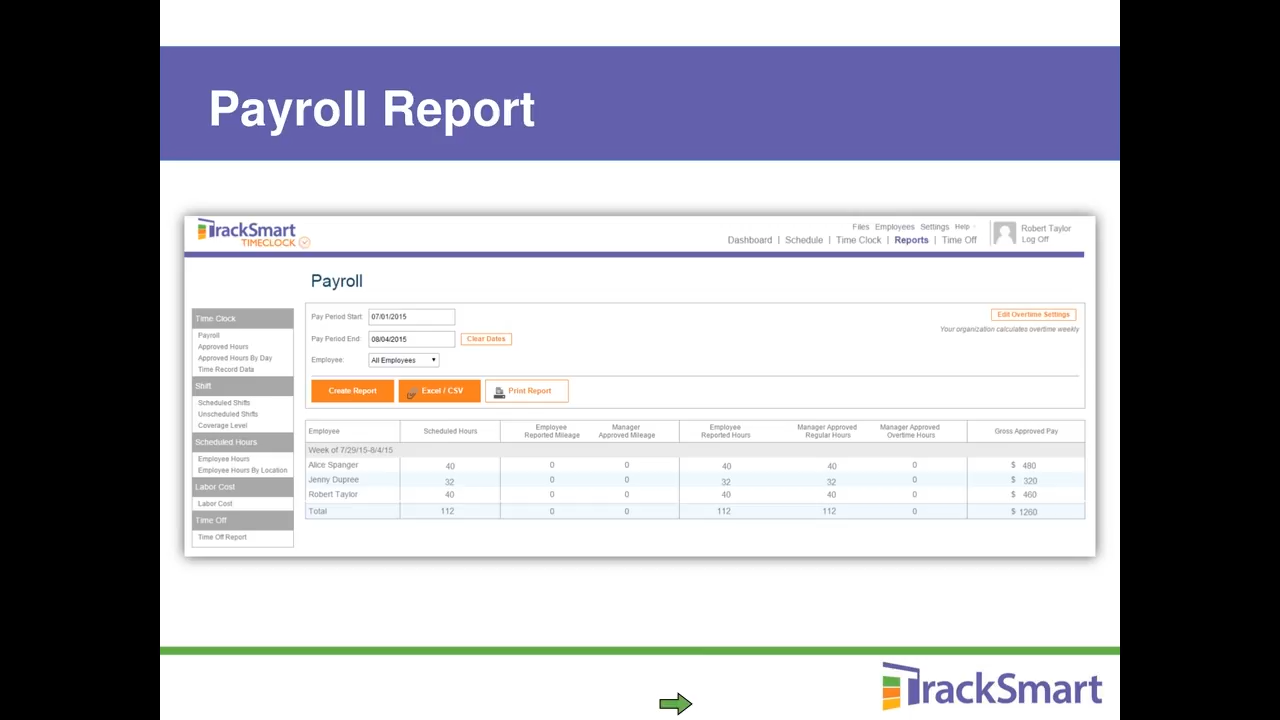 Payroll Report
TrackSmart
TIMECLOCK
Files Employees Settings Help
Dashboard | Schedule | Time Clock | Reports | Time Off
Robert Taylor
Log Off
Payroll
Time Clock
Payroll
Approved Hours
Approved Hours By Day
Time Record Data
Shift
Scheduled Shifts
Unscheduled Shifts
Coverage Level
Scheduled Hours
Employee Hours
Employee Hours By Location
Labor Cost
Labor Cost
Time Off
Time Off Report
Pay Period Start: 07/01/2015
Pay Period End: 08/04/2015 Clear Dates
Employee: All Employees
Edit Overtime Settings
Your organization calculates overtime weekly
Create Report Excel / CSV Print Report
Employee Scheduled Hours Employee Reported Mileage Manager Approved Mileage Employee Reported Hours Manager Approved Regular Hours Manager Approved Overtime Hours Gross Approved Pay
Week of 7/29/15-8/4/15
Alice Spanger 40 0 0 40 40 0 $ 480
Jenny Dupree 32 0 0 32 32 0 $ 320
Robert Taylor 40 0 0 40 40 0 $ 460
Total 112 0 0 112 112 0 $ 1260
TrackSmart